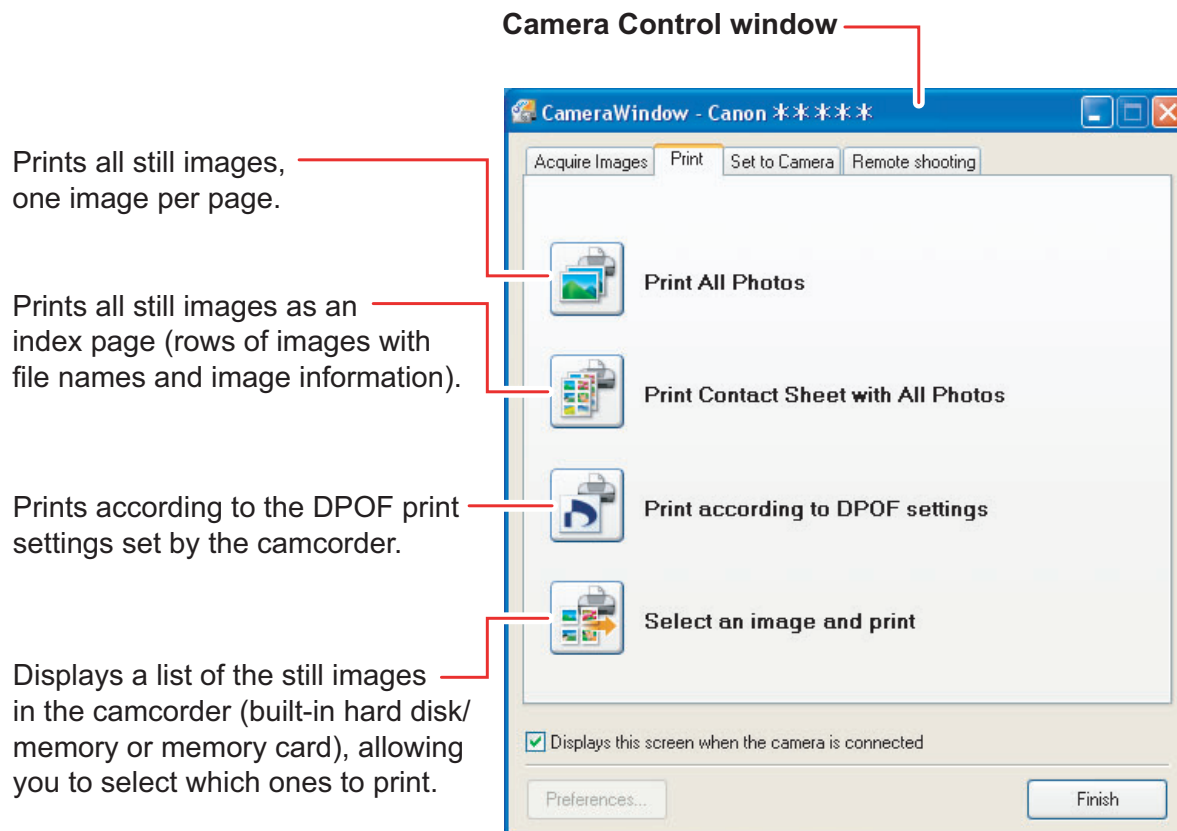 Camera Control window
CameraWindow - Canon *****
Acquire Images Print Set to Camera Remote shooting
Prints all still images,
one image per page.
Print All Photos
Prints all still images as an
index page (rows of images with
file names and image information).
Print Contact Sheet with All Photos
Prints according to the DPOF print
settings set by the camcorder.
Print according to DPOF settings
Displays a list of the still images
in the camcorder (built-in hard disk/
memory or memory card), allowing
you to select which ones to print.
Select an image and print
Displays this screen when the camera is connected
Preferences... Finish